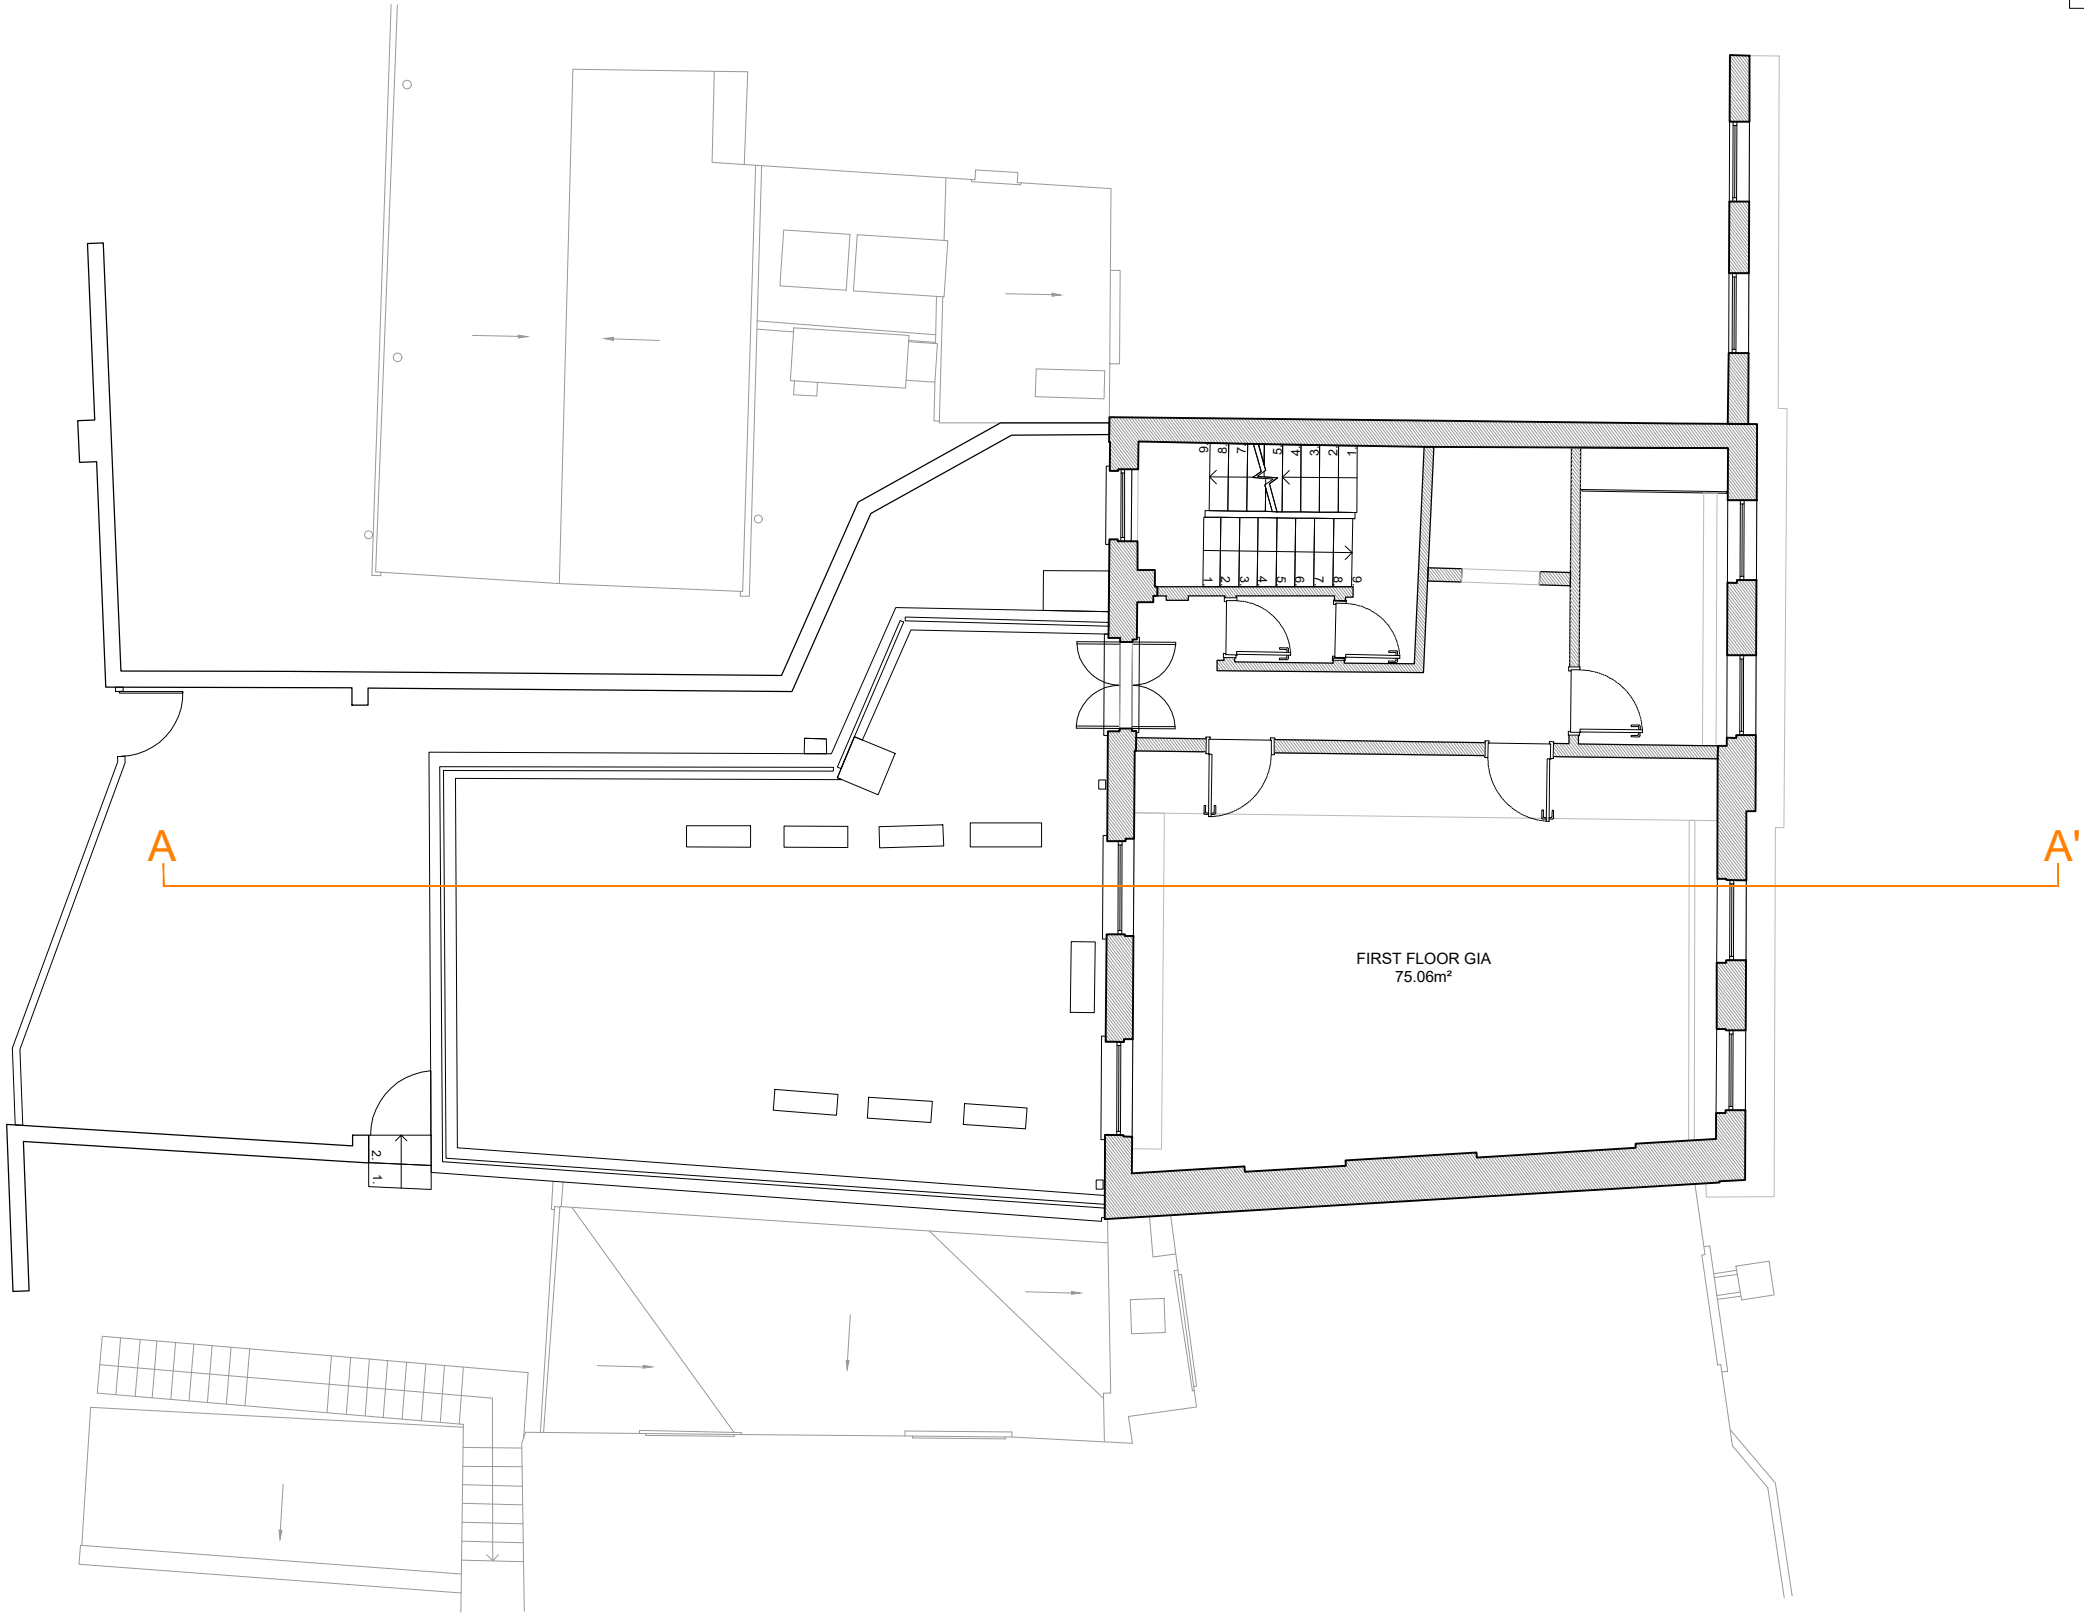 9 8 7. 5. 4. 3. 2. 1.
1. 2. 3. 4 5 6 7 8 9
A A'
FIRST FLOOR GIA
75.06m²
2. 1.